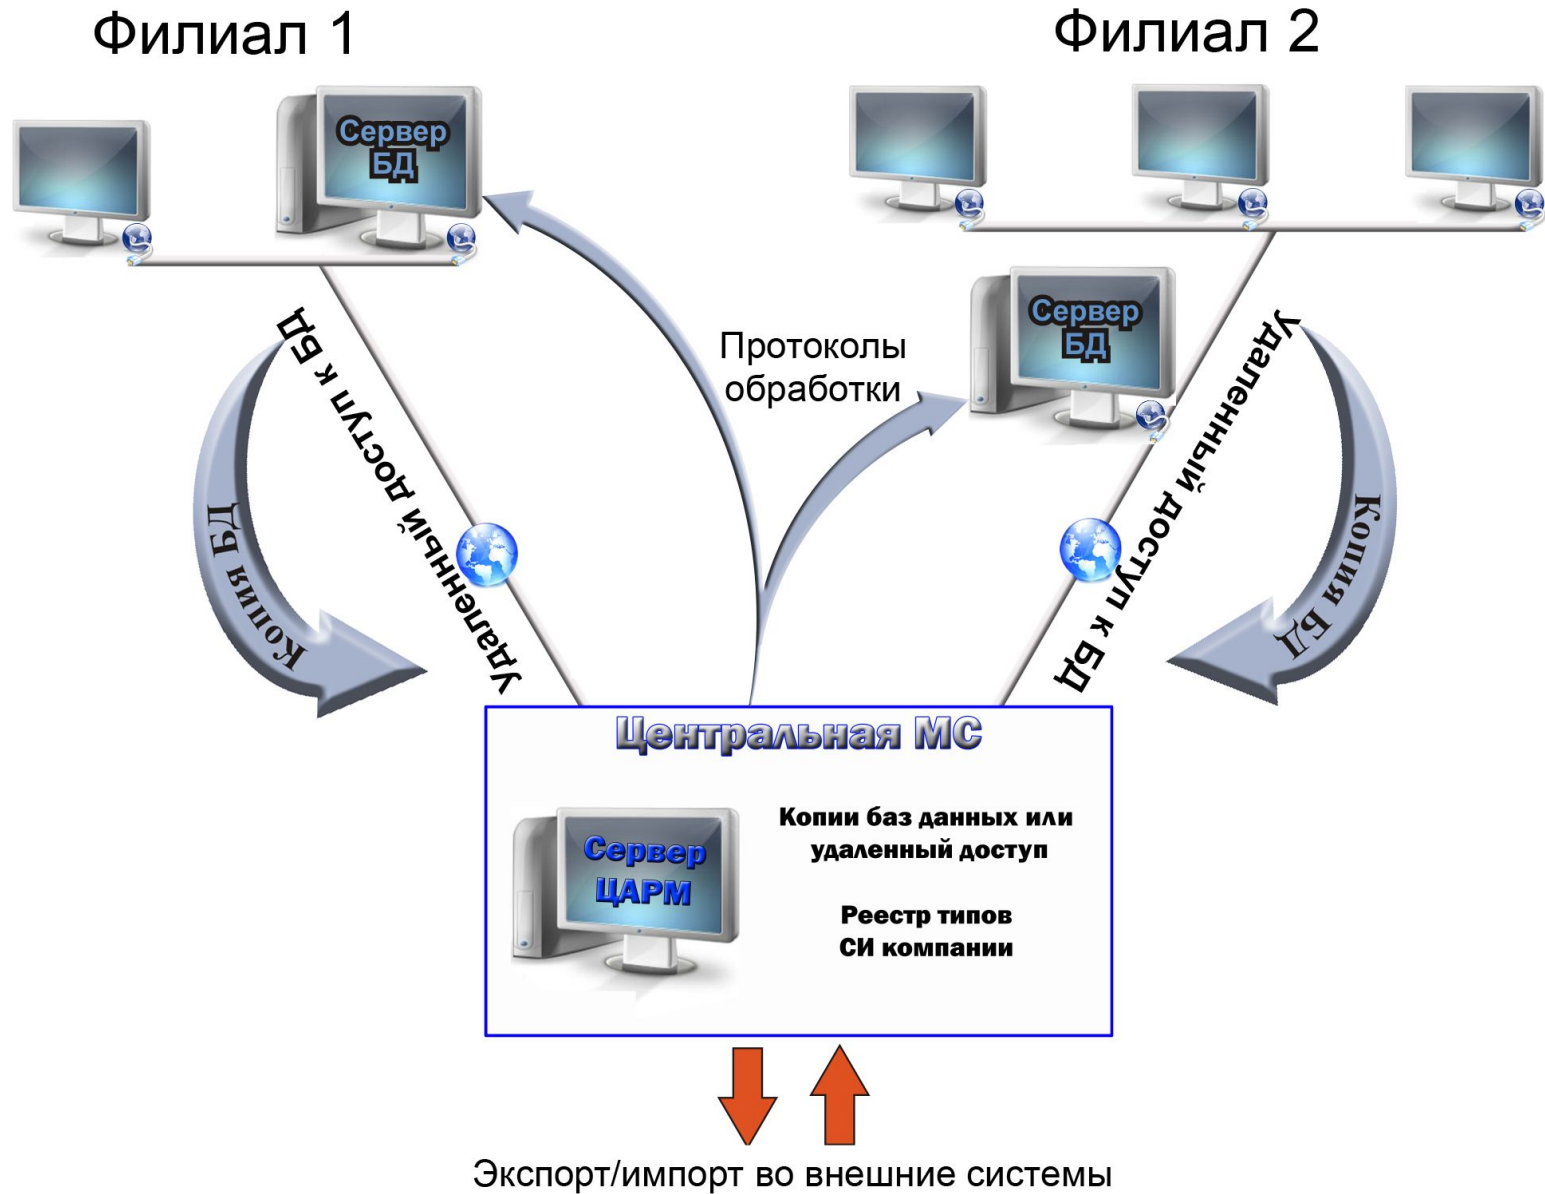 Филиал 1
Филиал 2
Сервер
БД
Сервер
БД
Протоколы
обработки
Удаленный доступ к БД
Удаленный доступ к БД
Копия БД
Копия БД
Центральная МС
Сервер
ЦАРМ
Копии баз данных или
удаленный доступ
Реестр типов
СИ компании
Экспорт/импорт во внешние системы